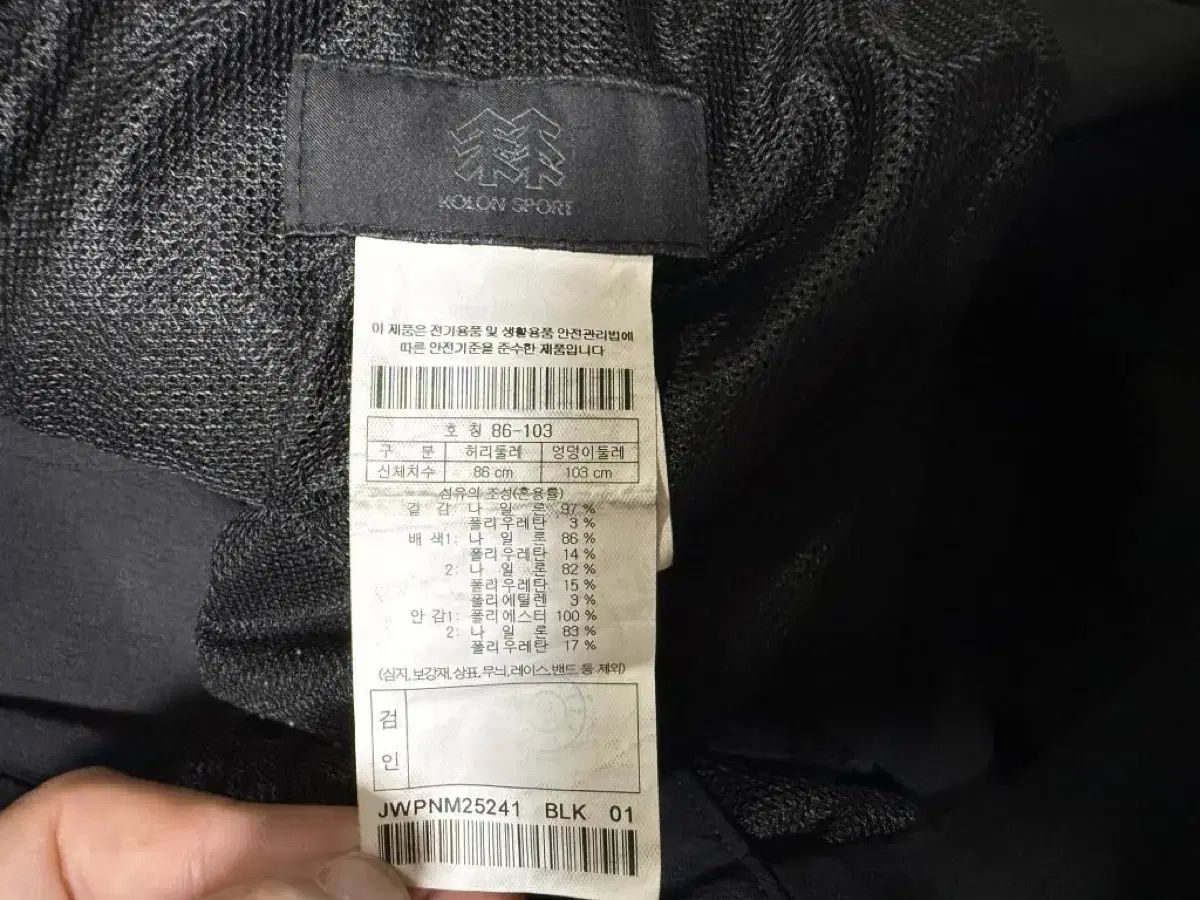 KOLON SPORT
이 제품은 전기용품 및 생활용품 안전관리법에
따른 안전기준을 준수한 제품입니다
호 칭 86-103
구 분 허리둘레 엉덩이둘레
신체치수 86 cm 103 cm
섬유의 조성(혼용률)
겉 감 나 일 론 97 %
폴리우레탄 3 %
배 색1: 나 일 론 86 %
폴리우레탄 14 %
2: 나 일 론 82 %
폴리우레탄 15 %
폴리에틸렌 3 %
안 감1: 폴리에스터 100 %
2: 나 일 론 83 %
폴리우레탄 17 %
(심지,보강재,상표,무늬,레이스,밴드 등 제외)
검
인
JWPNM25241 BLK 01